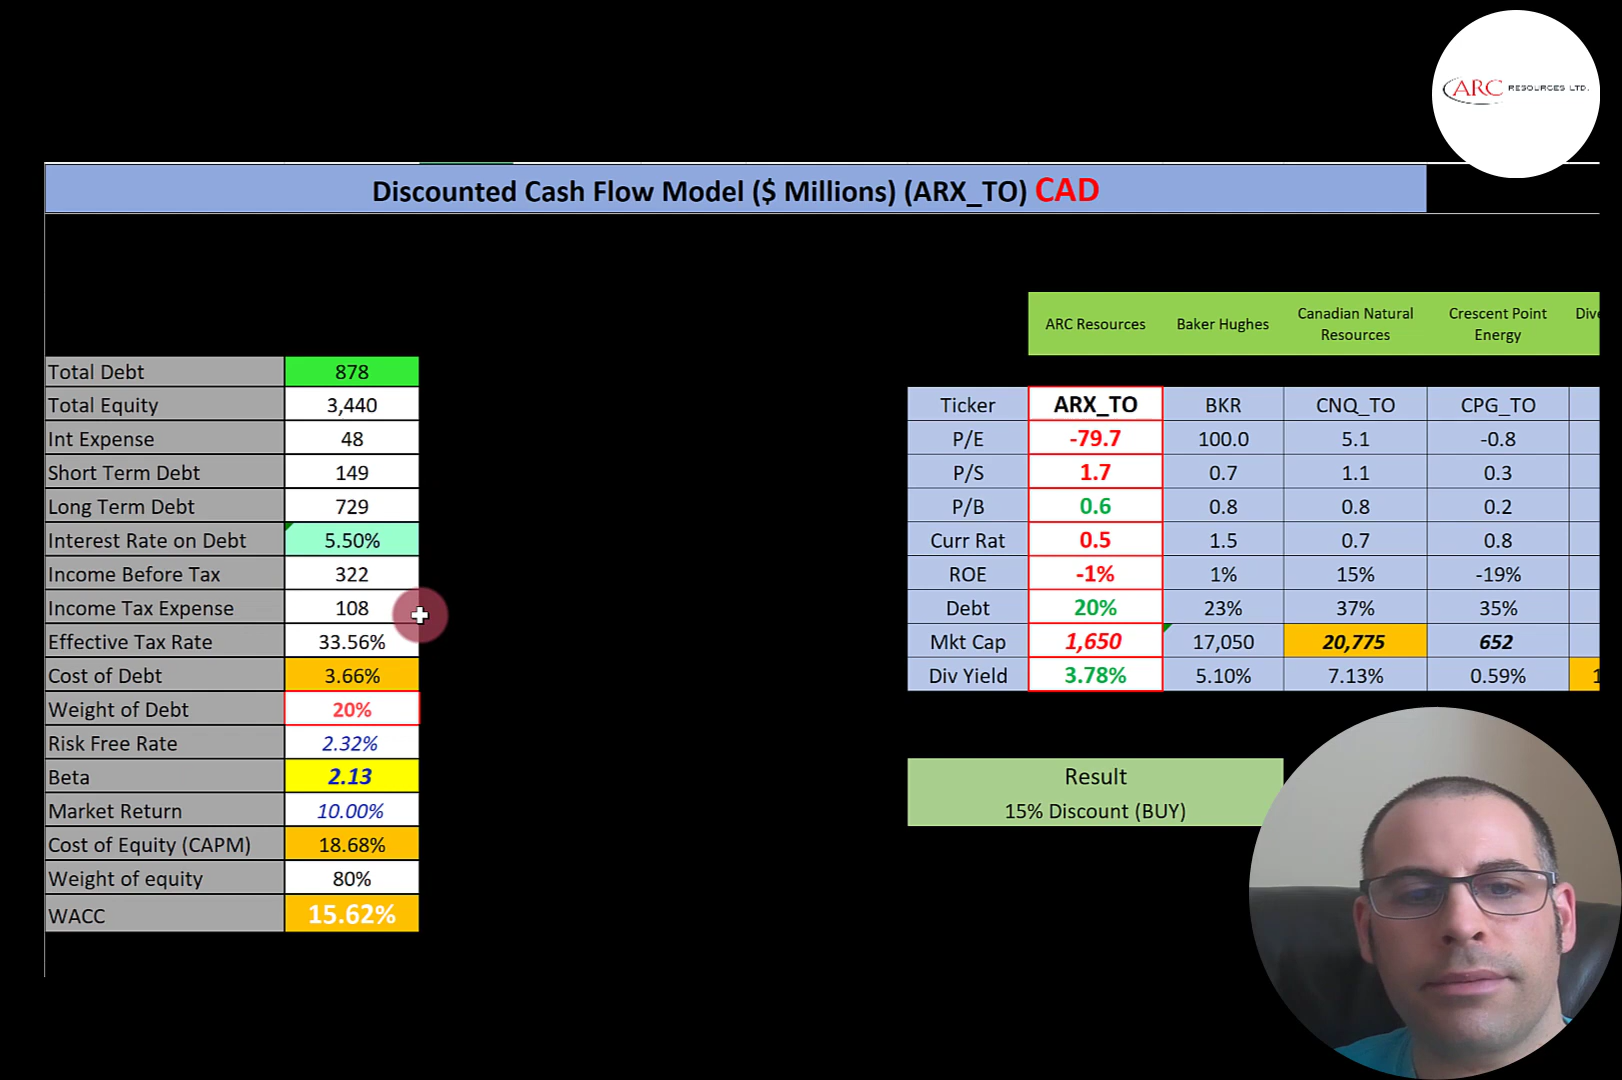 ARC RESOURCES LTD.
Discounted Cash Flow Model ($ Millions) (ARX_TO) CAD
ARC Resources Baker Hughes Canadian Natural Resources Crescent Point Energy
Total Debt 878
Total Equity 3,440
Int Expense 48
Short Term Debt 149
Long Term Debt 729
Interest Rate on Debt 5.50%
Income Before Tax 322
Income Tax Expense 108
Effective Tax Rate 33.56%
Cost of Debt 3.66%
Weight of Debt 20%
Risk Free Rate 2.32%
Beta 2.13
Market Return 10.00%
Cost of Equity (CAPM) 18.68%
Weight of equity 80%
WACC 15.62%
Ticker ARX_TO BKR CNQ_TO CPG_TO
P/E -79.7 100.0 5.1 -0.8
P/S 1.7 0.7 1.1 0.3
P/B 0.6 0.8 0.8 0.2
Curr Rat 0.5 1.5 0.7 0.8
ROE -1% 1% 15% -19%
Debt 20% 23% 37% 35%
Mkt Cap 1,650 17,050 20,775 652
Div Yield 3.78% 5.10% 7.13% 0.59%
Result
15% Discount (BUY)